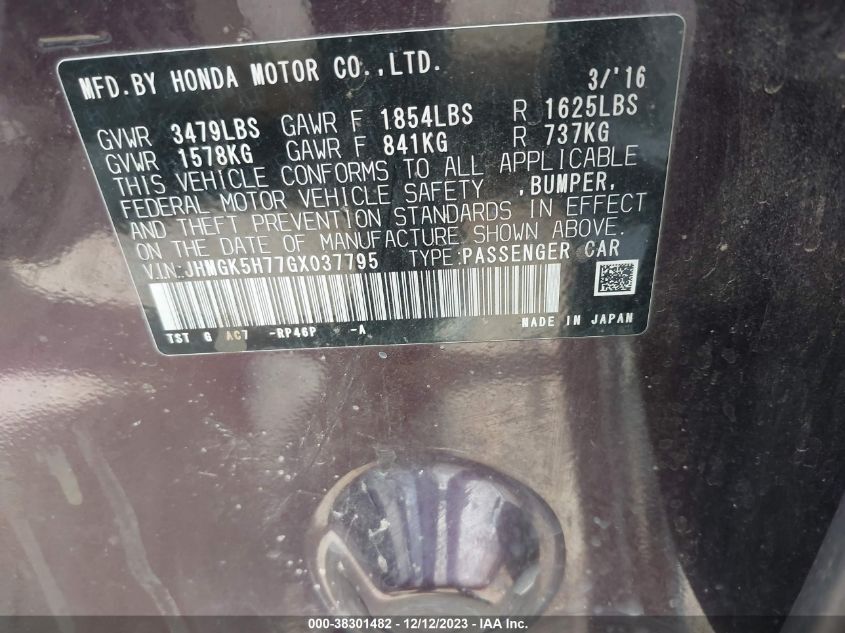 MFD.BY HONDA MOTOR CO.,LTD. 3/'16
GVWR 3479LBS GAWR F 1854LBS R 1625LBS
GVWR 1578KG GAWR F 841KG R 737KG
THIS VEHICLE CONFORMS TO ALL APPLICABLE
FEDERAL MOTOR VEHICLE SAFETY ,BUMPER,
AND THEFT PREVENTION STANDARDS IN EFFECT
ON THE DATE OF MANUFACTURE SHOWN ABOVE.
V.I.N:JHMGK5H77GX037795 TYPE:PASSENGER CAR
TST G AC7 -RP46P -A MADE IN JAPAN
000-38301482 - 12/12/2023 - IAA Inc.